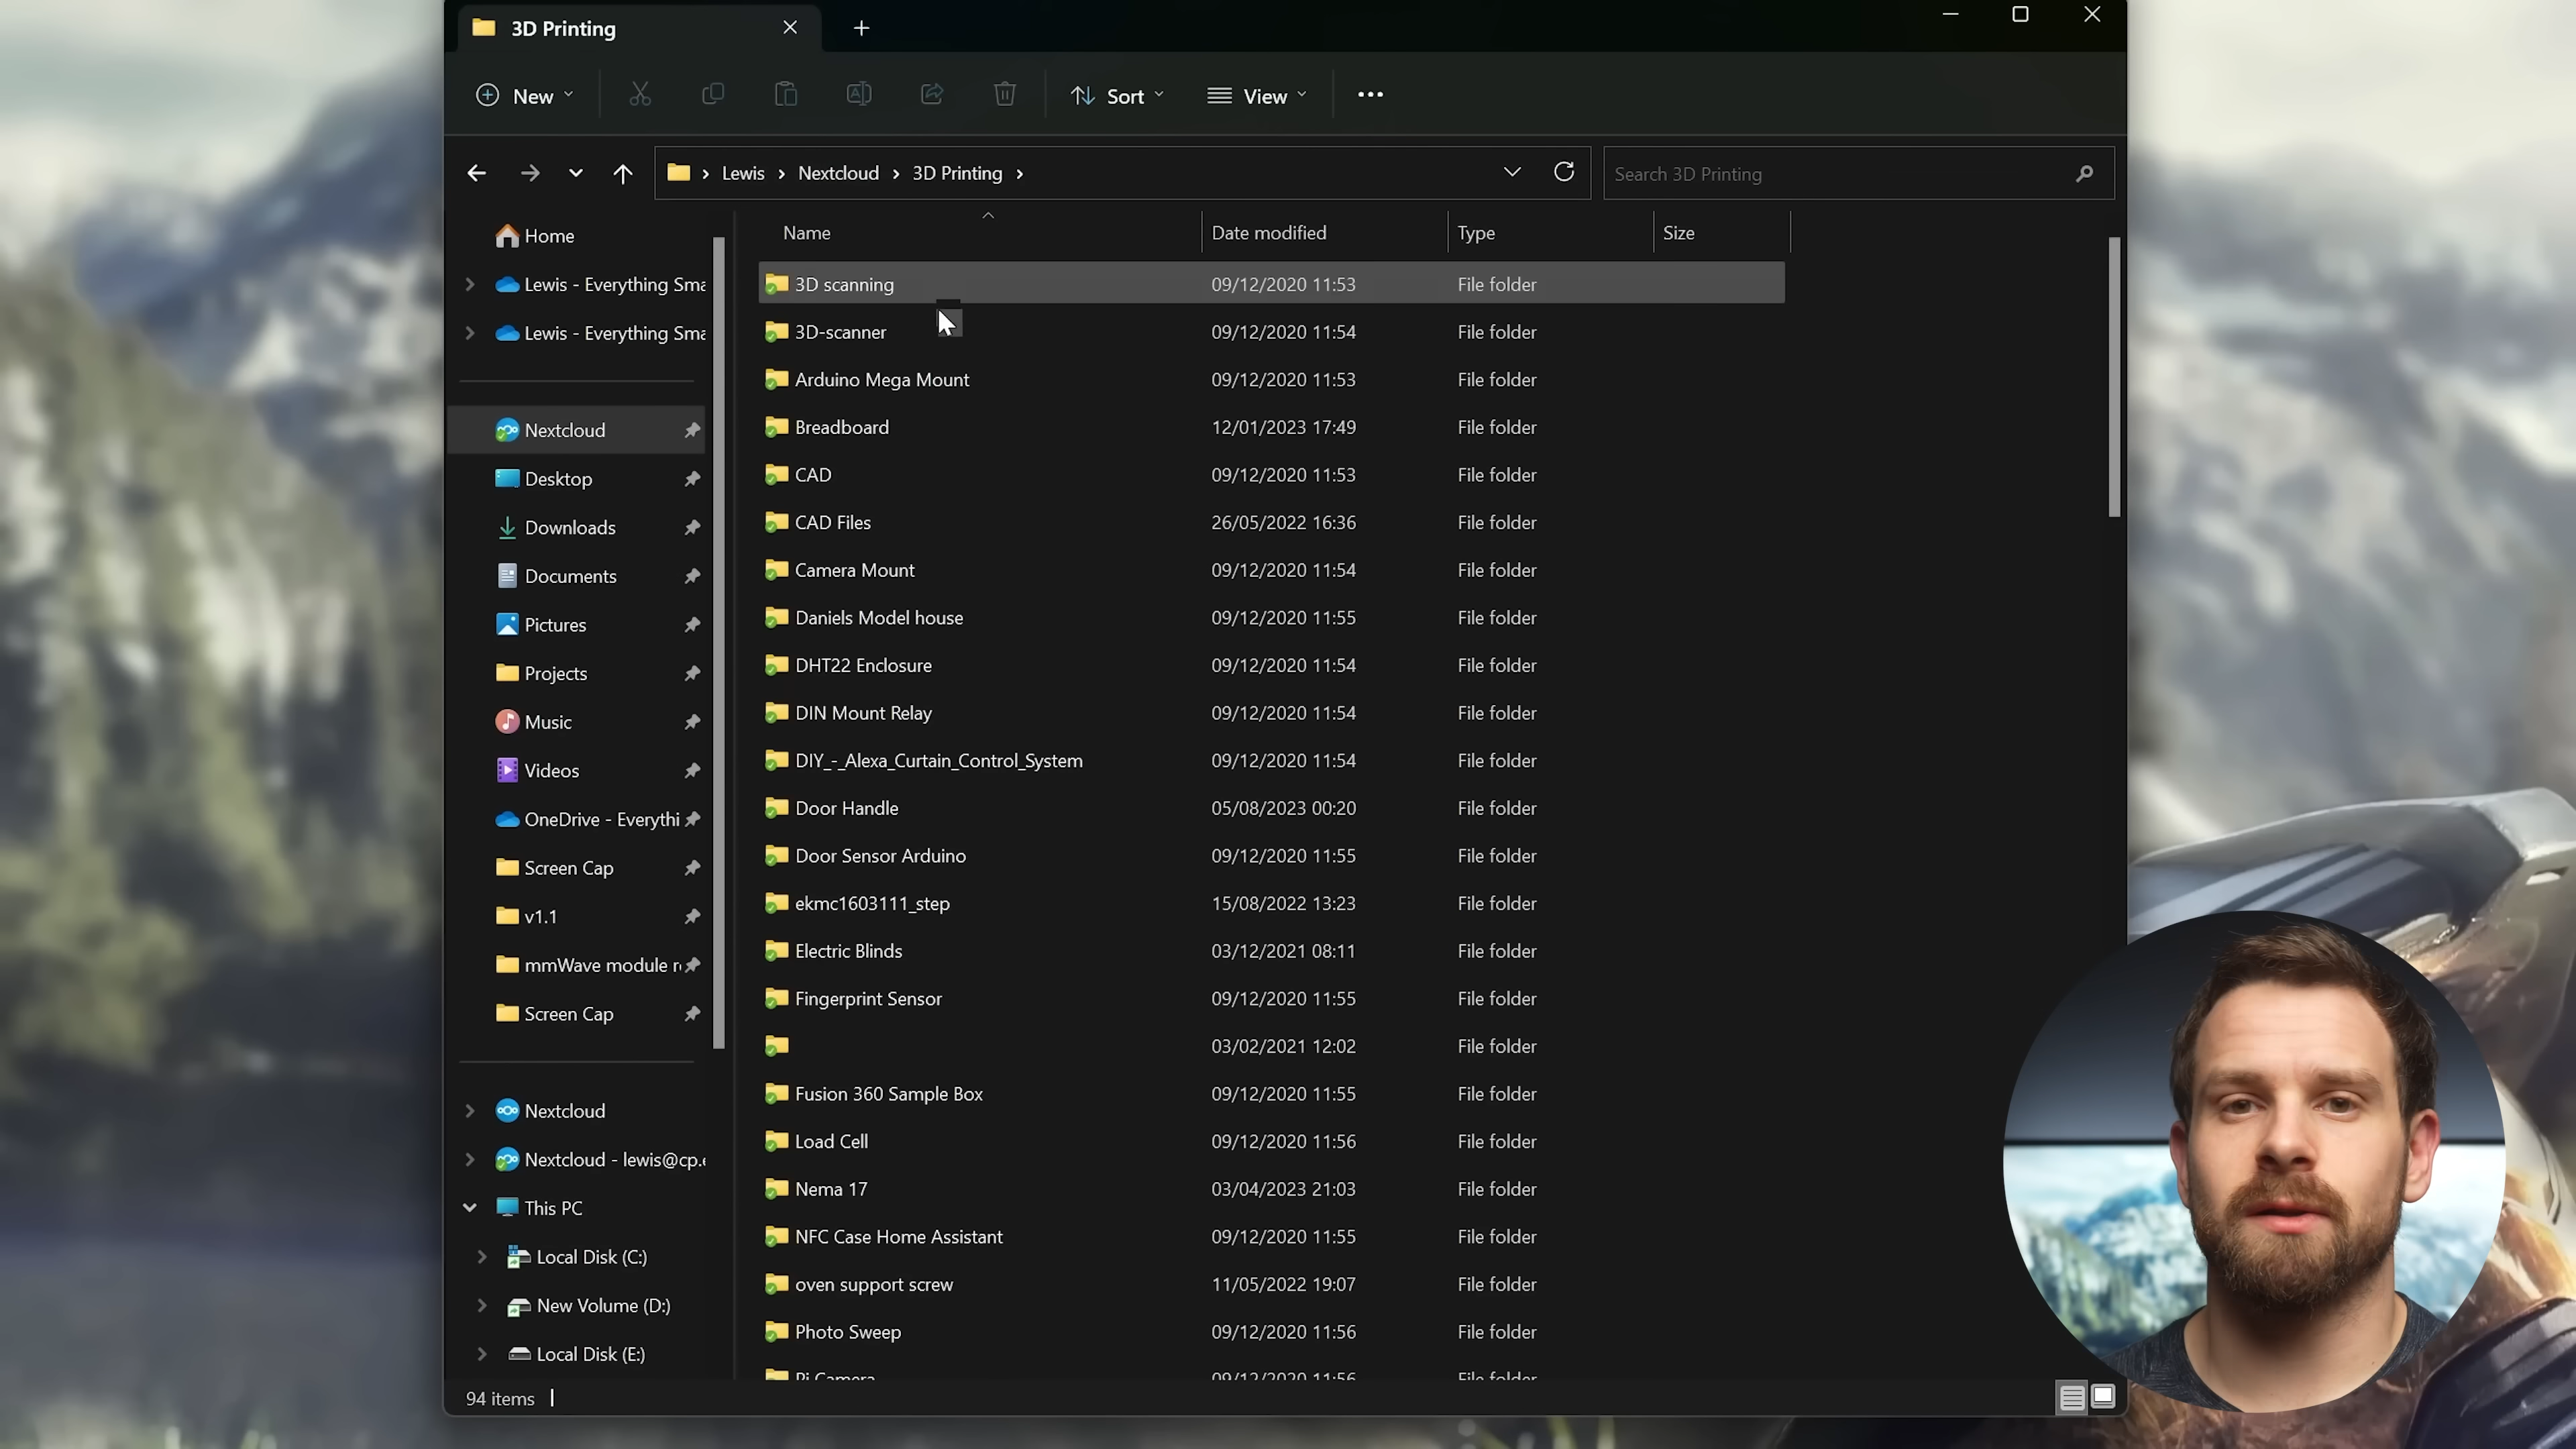 3D Printing
New
Sort
View
Lewis
Nextcloud
3D Printing
Search 3D Printing
Home
Lewis - Everything Sma
Lewis - Everything Sma
Nextcloud
Desktop
Downloads
Documents
Pictures
Projects
Music
Videos
OneDrive - Everythi
Screen Cap
v1.1
mmWave module r
Screen Cap
Nextcloud
Nextcloud - lewis@cp.e
This PC
Local Disk (C:)
New Volume (D:)
Local Disk (E:)
Name Date modified Type Size
3D scanning 09/12/2020 11:53 File folder
3D-scanner 09/12/2020 11:54 File folder
Arduino Mega Mount 09/12/2020 11:53 File folder
Breadboard 12/01/2023 17:49 File folder
CAD 09/12/2020 11:53 File folder
CAD Files 26/05/2022 16:36 File folder
Camera Mount 09/12/2020 11:54 File folder
Daniels Model house 09/12/2020 11:55 File folder
DHT22 Enclosure 09/12/2020 11:54 File folder
DIN Mount Relay 09/12/2020 11:54 File folder
DIY_-_Alexa_Curtain_Control_System 09/12/2020 11:54 File folder
Door Handle 05/08/2023 00:20 File folder
Door Sensor Arduino 09/12/2020 11:55 File folder
ekmc1603111_step 15/08/2022 13:23 File folder
Electric Blinds 03/12/2021 08:11 File folder
Fingerprint Sensor 09/12/2020 11:55 File folder
03/02/2021 12:02 File folder
Fusion 360 Sample Box 09/12/2020 11:55 File folder
Load Cell 09/12/2020 11:56 File folder
Nema 17 03/04/2023 21:03 File folder
NFC Case Home Assistant 09/12/2020 11:55 File folder
oven support screw 11/05/2022 19:07 File folder
Photo Sweep 09/12/2020 11:56 File folder
Pi Camera 09/12/2020 11:56 File folder
94 items